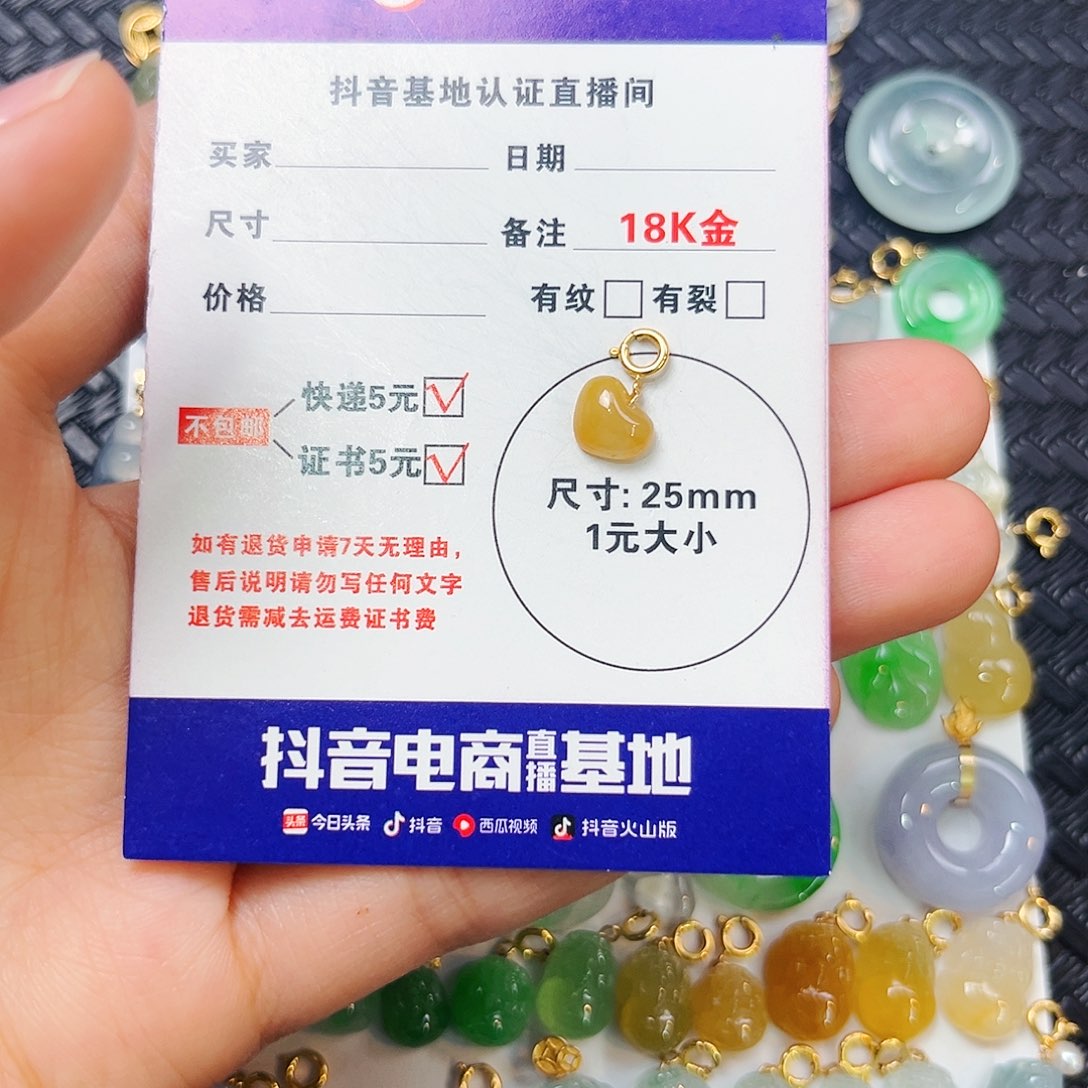 抖音基地认证直播间
买家 日期
尺寸 备注 18K金
价格 有纹 有裂
快递5元
不包邮
证书5元
尺寸: 25mm
1元大小
如有退货申请7天无理由，
售后说明请勿写任何文字
退货需减去运费证书费
抖音电商直播基地
头条 今日头条 抖音 西瓜视频 抖音火山版